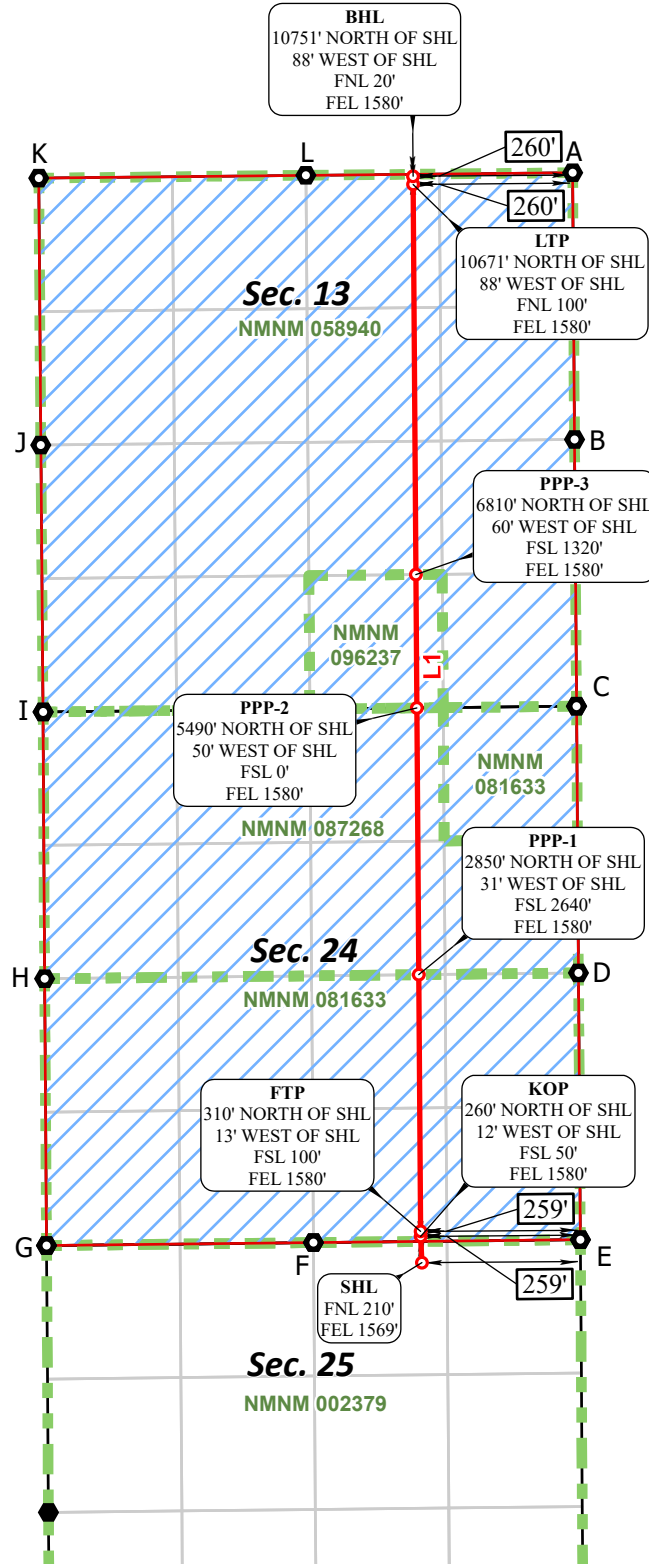 BHL
10751' NORTH OF SHL
88' WEST OF SHL
FNL 20'
FEL 1580'
K
L
A
260'
260'
LTP
10671' NORTH OF SHL
88' WEST OF SHL
FNL 100'
FEL 1580'
Sec. 13
NMNM 058940
J
B
PPP-3
6810' NORTH OF SHL
60' WEST OF SHL
FSL 1320'
FEL 1580'
NMNM
096237
L1
I
C
PPP-2
5490' NORTH OF SHL
50' WEST OF SHL
FSL 0'
FEL 1580'
NMNM
081633
NMNM 087268
PPP-1
2850' NORTH OF SHL
31' WEST OF SHL
FSL 2640'
FEL 1580'
Sec. 24
H
D
NMNM 081633
FTP
310' NORTH OF SHL
13' WEST OF SHL
FSL 100'
FEL 1580'
KOP
260' NORTH OF SHL
12' WEST OF SHL
FSL 50'
FEL 1580'
259'
G
F
E
259'
SHL
FNL 210'
FEL 1569'
Sec. 25
NMNM 002379